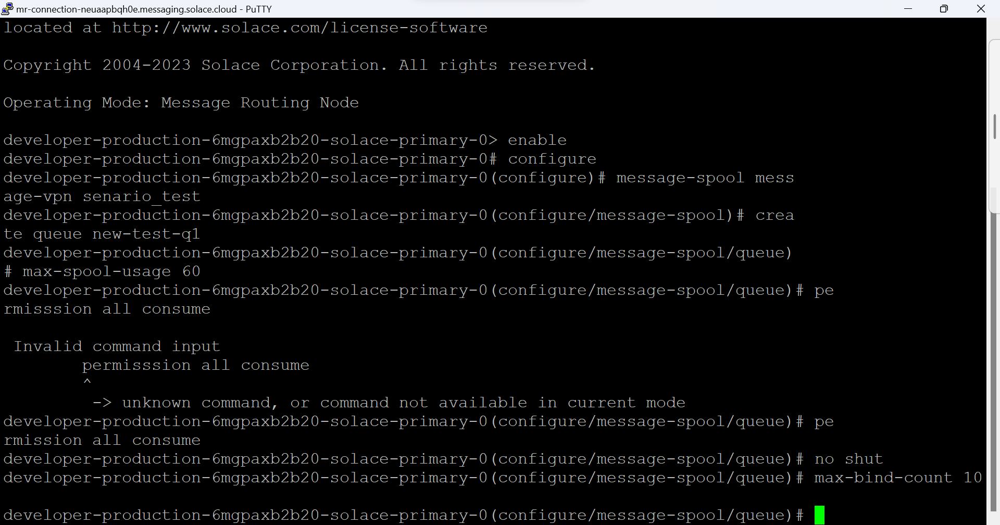 mr-connection-neuaapbqh0e.messaging.solace.cloud - PuTTY
located at http://www.solace.com/license-software
Copyright 2004-2023 Solace Corporation. All rights reserved.
Operating Mode: Message Routing Node
developer-production-6mgpaxb2b20-solace-primary-0> enable
developer-production-6mgpaxb2b20-solace-primary-0# configure
developer-production-6mgpaxb2b20-solace-primary-0(configure)# message-spool mess
age-vpn senario_test
developer-production-6mgpaxb2b20-solace-primary-0(configure/message-spool)# crea
te queue new-test-q1
developer-production-6mgpaxb2b20-solace-primary-0(configure/message-spool/queue)
# max-spool-usage 60
developer-production-6mgpaxb2b20-solace-primary-0(configure/message-spool/queue)# pe
rmisssion all consume
Invalid command input
permisssion all consume
^
-> unknown command, or command not available in current mode
developer-production-6mgpaxb2b20-solace-primary-0(configure/message-spool/queue)# pe
rmission all consume
developer-production-6mgpaxb2b20-solace-primary-0(configure/message-spool/queue)# no shut
developer-production-6mgpaxb2b20-solace-primary-0(configure/message-spool/queue)# max-bind-count 10
developer-production-6mgpaxb2b20-solace-primary-0(configure/message-spool/queue)#